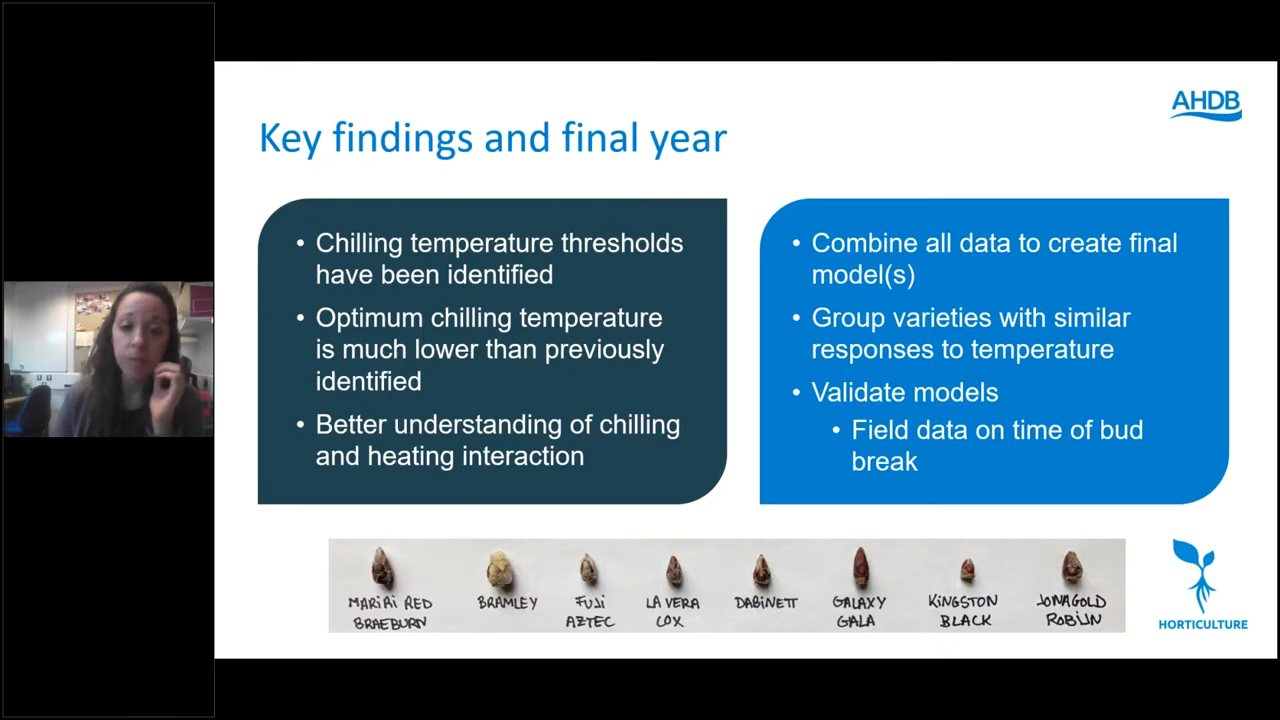 AHDB
Key findings and final year
• Chilling temperature thresholds
have been identified
• Optimum chilling temperature
is much lower than previously
identified
• Better understanding of chilling
and heating interaction
• Combine all data to create final
model(s)
• Group varieties with similar
responses to temperature
• Validate models
• Field data on time of bud
break
MARIRI RED
BRAEBURN
BRAMLEY
FUJI
AZTEC
LA VERA
COX
DABINETT
GALAXY
GALA
KINGSTON
BLACK
JONAGOLD
ROBIJN
HORTICULTURE